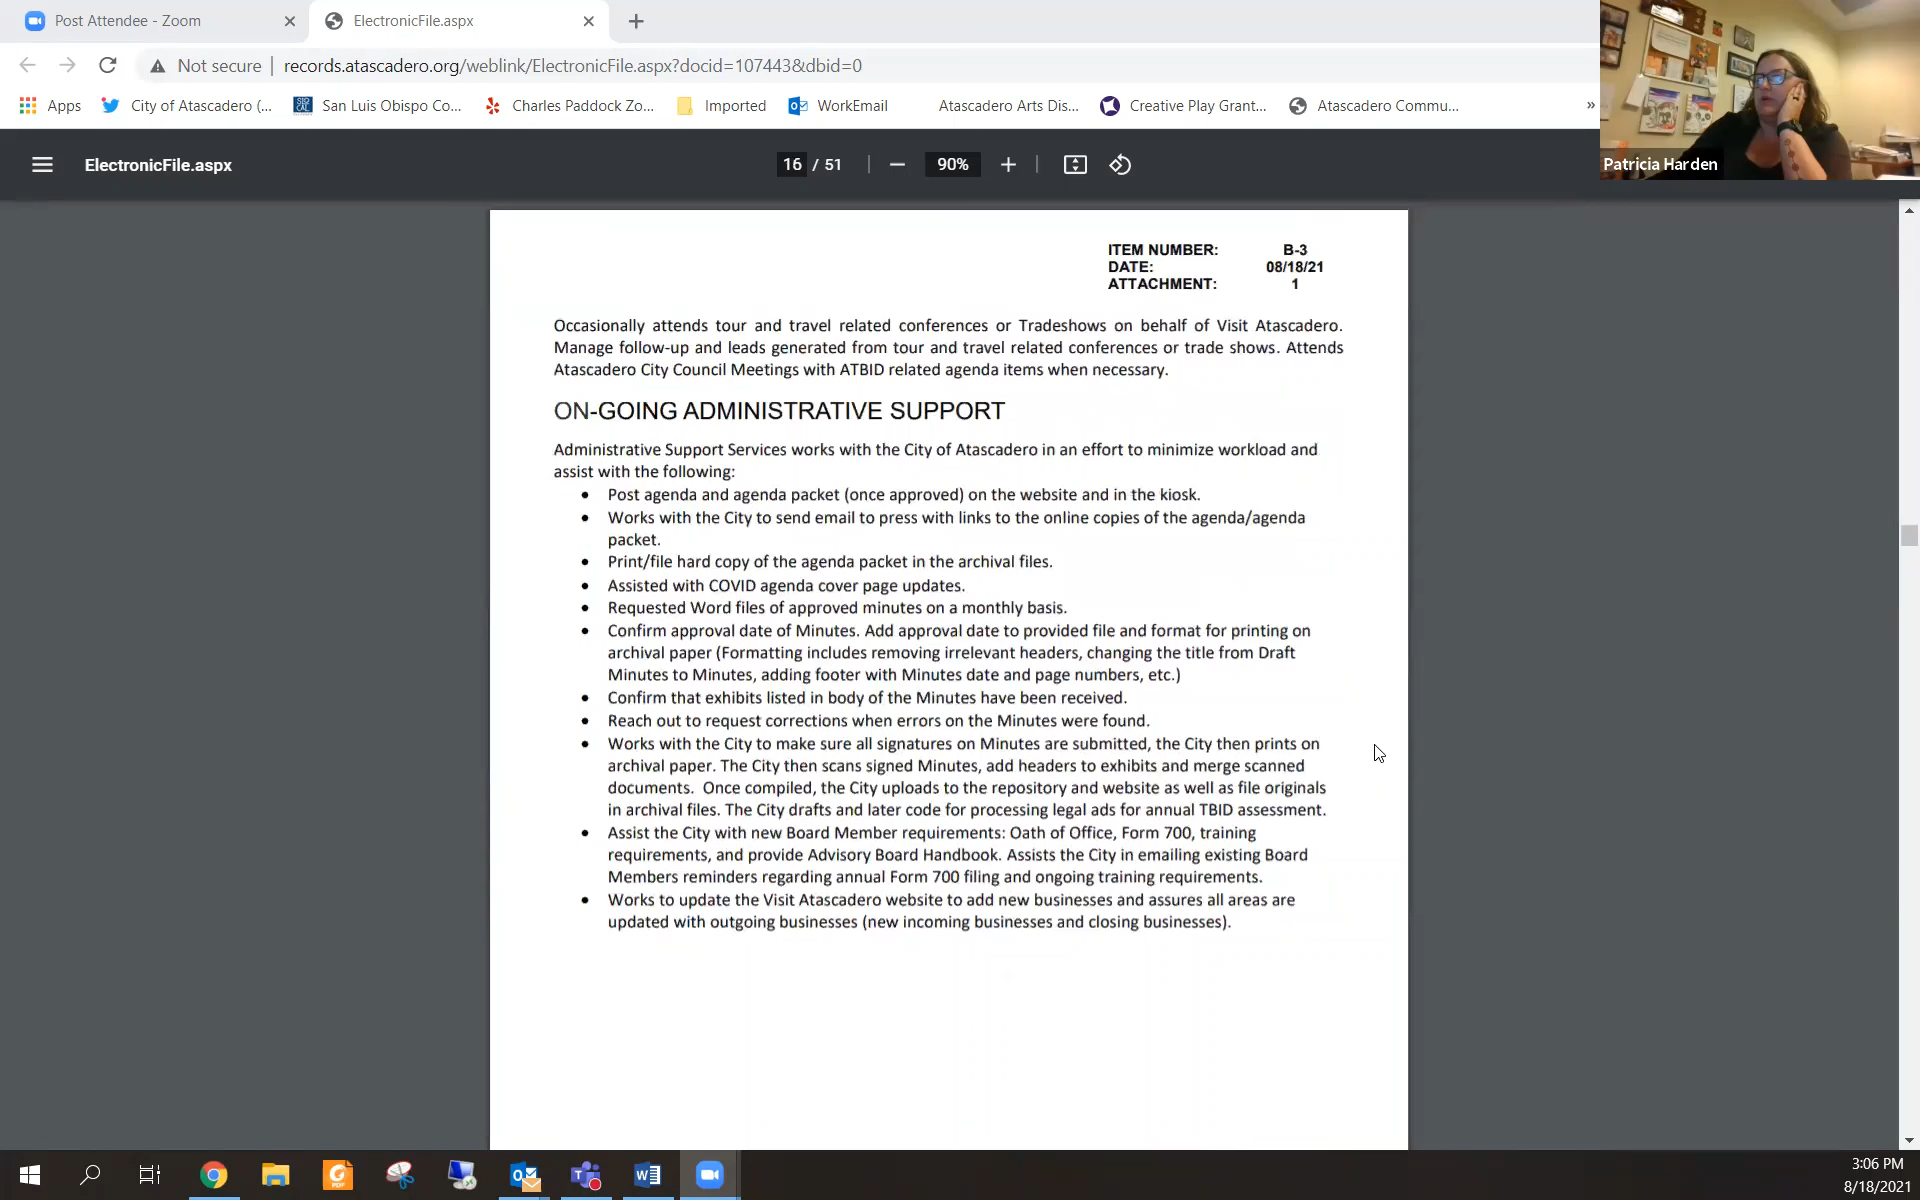 Post Attendee - Zoom
ElectronicFile.aspx
Not secure | records.atascadero.org/weblink/ElectronicFile.aspx?docid=107443&dbid=0
Apps City of Atascadero (... San Luis Obispo Co... Charles Paddock Zo... Imported WorkEmail Atascadero Arts Dis... Creative Play Grant... Atascadero Commu... »
ElectronicFile.aspx 16 / 51 90%
Patricia Harden
ITEM NUMBER: B-3
DATE: 08/18/21
ATTACHMENT: 1
Occasionally attends tour and travel related conferences or Tradeshows on behalf of Visit Atascadero.
Manage follow-up and leads generated from tour and travel related conferences or trade shows. Attends
Atascadero City Council Meetings with ATBID related agenda items when necessary.
ON-GOING ADMINISTRATIVE SUPPORT
Administrative Support Services works with the City of Atascadero in an effort to minimize workload and
assist with the following:
• Post agenda and agenda packet (once approved) on the website and in the kiosk.
• Works with the City to send email to press with links to the online copies of the agenda/agenda
packet.
• Print/file hard copy of the agenda packet in the archival files.
• Assisted with COVID agenda cover page updates.
• Requested Word files of approved minutes on a monthly basis.
• Confirm approval date of Minutes. Add approval date to provided file and format for printing on
archival paper (Formatting includes removing irrelevant headers, changing the title from Draft
Minutes to Minutes, adding footer with Minutes date and page numbers, etc.)
• Confirm that exhibits listed in body of the Minutes have been received.
• Reach out to request corrections when errors on the Minutes were found.
• Works with the City to make sure all signatures on Minutes are submitted, the City then prints on
archival paper. The City then scans signed Minutes, add headers to exhibits and merge scanned
documents. Once compiled, the City uploads to the repository and website as well as file originals
in archival files. The City drafts and later code for processing legal ads for annual TBID assessment.
• Assist the City with new Board Member requirements: Oath of Office, Form 700, training
requirements, and provide Advisory Board Handbook. Assists the City in emailing existing Board
Members reminders regarding annual Form 700 filing and ongoing training requirements.
• Works to update the Visit Atascadero website to add new businesses and assures all areas are
updated with outgoing businesses (new incoming businesses and closing businesses).
3:06 PM
8/18/2021